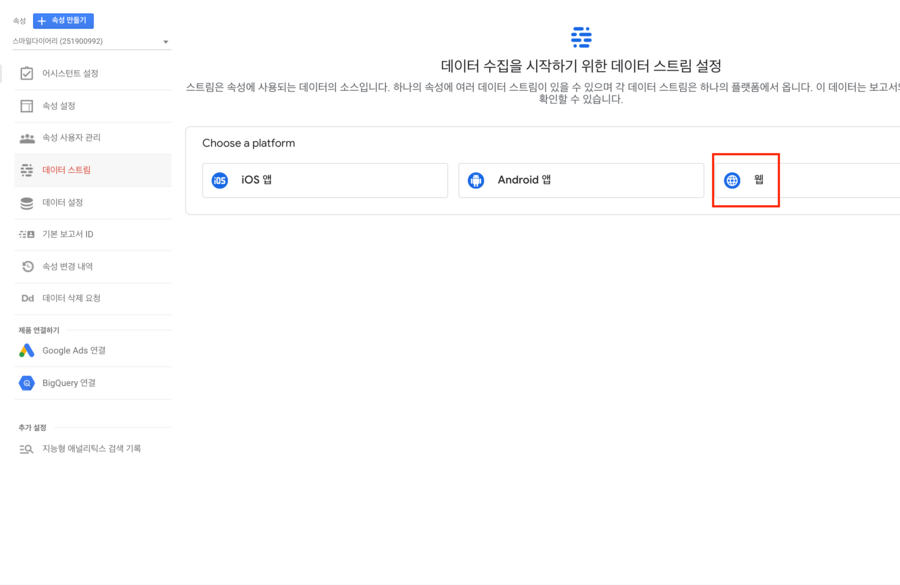 속성
+ 속성 만들기
스마일다이어리 (251900992)
어시스턴트 설정
속성 설정
속성 사용자 관리
데이터 스트림
데이터 설정
기본 보고서 ID
속성 변경 내역
Dd 데이터 삭제 요청
제품 연결하기
Google Ads 연결
BigQuery 연결
추가 설정
지능형 애널리틱스 검색 기록
데이터 수집을 시작하기 위한 데이터 스트림 설정
스트림은 속성에 사용되는 데이터의 소스입니다. 하나의 속성에 여러 데이터 스트림이 있을 수 있으며 각 데이터 스트림은 하나의 플랫폼에서 옵니다. 이 데이터는 보고서
확인할 수 있습니다.
Choose a platform
iOS iOS 앱
Android 앱
웹